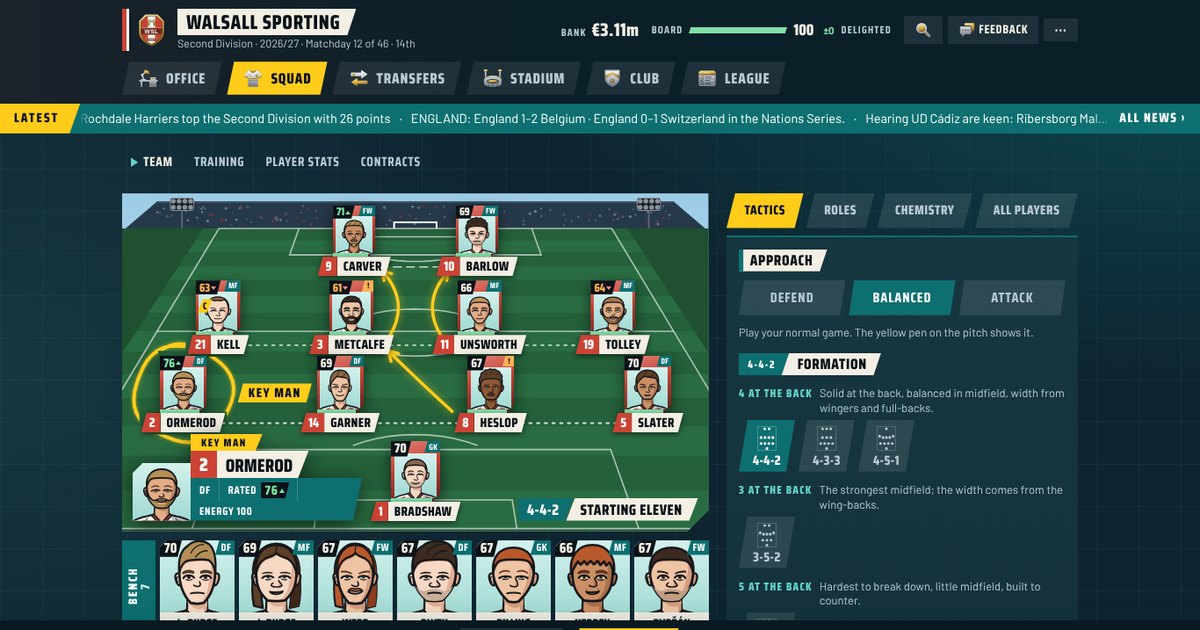 WSL
WALSALL SPORTING
Second Division · 2026/27 · Matchday 12 of 46 · 14th
BANK €3.11m BOARD 100 ±0 DELIGHTED
FEEDBACK
...
OFFICE
SQUAD
TRANSFERS
STADIUM
CLUB
LEAGUE
LATEST
Rochdale Harriers top the Second Division with 26 points · ENGLAND: England 1–2 Belgium · England 0–1 Switzerland in the Nations Series. · Hearing UD Cádiz are keen: Ribersborg Mal...
ALL NEWS ›
TEAM
TRAINING
PLAYER STATS
CONTRACTS
71 FW
9 CARVER
69 FW
10 BARLOW
63 MF
21 KELL
61 !
3 METCALFE
66 MF
11 UNSWORTH
64 MF
19 TOLLEY
76 DF
2 ORMEROD
KEY MAN
69 DF
14 GARNER
67 !
8 HESLOP
70 DF
5 SLATER
KEY MAN
2 ORMEROD
DF RATED 76
ENERGY 100
70 GK
1 BRADSHAW
4-4-2 STARTING ELEVEN
BENCH
7
70 DF
69 MF
67 FW
67 DF
67 GK
66 MF
67 FW
TACTICS
ROLES
CHEMISTRY
ALL PLAYERS
APPROACH
DEFEND
BALANCED
ATTACK
Play your normal game. The yellow pen on the pitch shows it.
4-4-2 FORMATION
4 AT THE BACK Solid at the back, balanced in midfield, width from
wingers and full-backs.
4-4-2
4-3-3
4-5-1
3 AT THE BACK The strongest midfield; the width comes from the
wing-backs.
3-5-2
5 AT THE BACK Hardest to break down, little midfield, built to
counter.